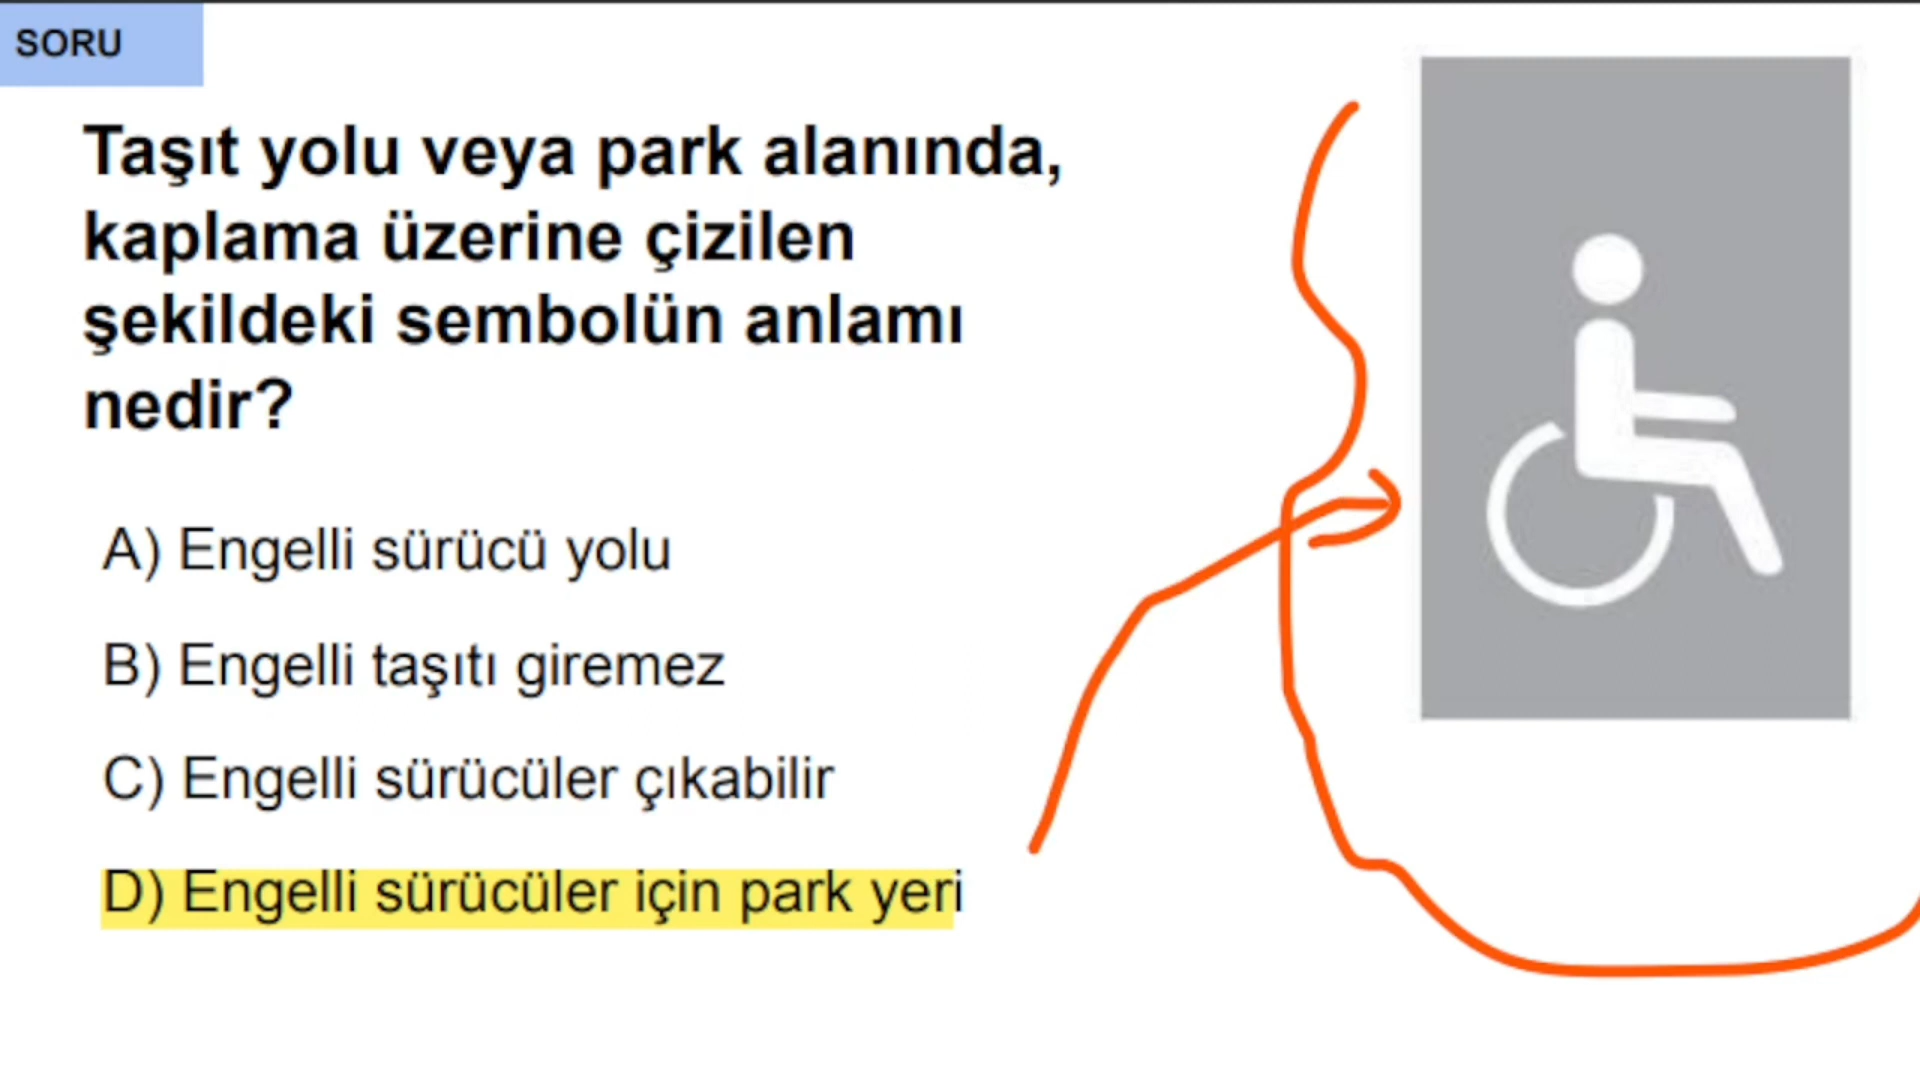 SORU
Taşıt yolu veya park alanında,
kaplama üzerine çizilen
şekildeki sembolün anlamı
nedir?
A) Engelli sürücü yolu
B) Engelli taşıtı giremez
C) Engelli sürücüler çıkabilir
D) Engelli sürücüler için park yeri